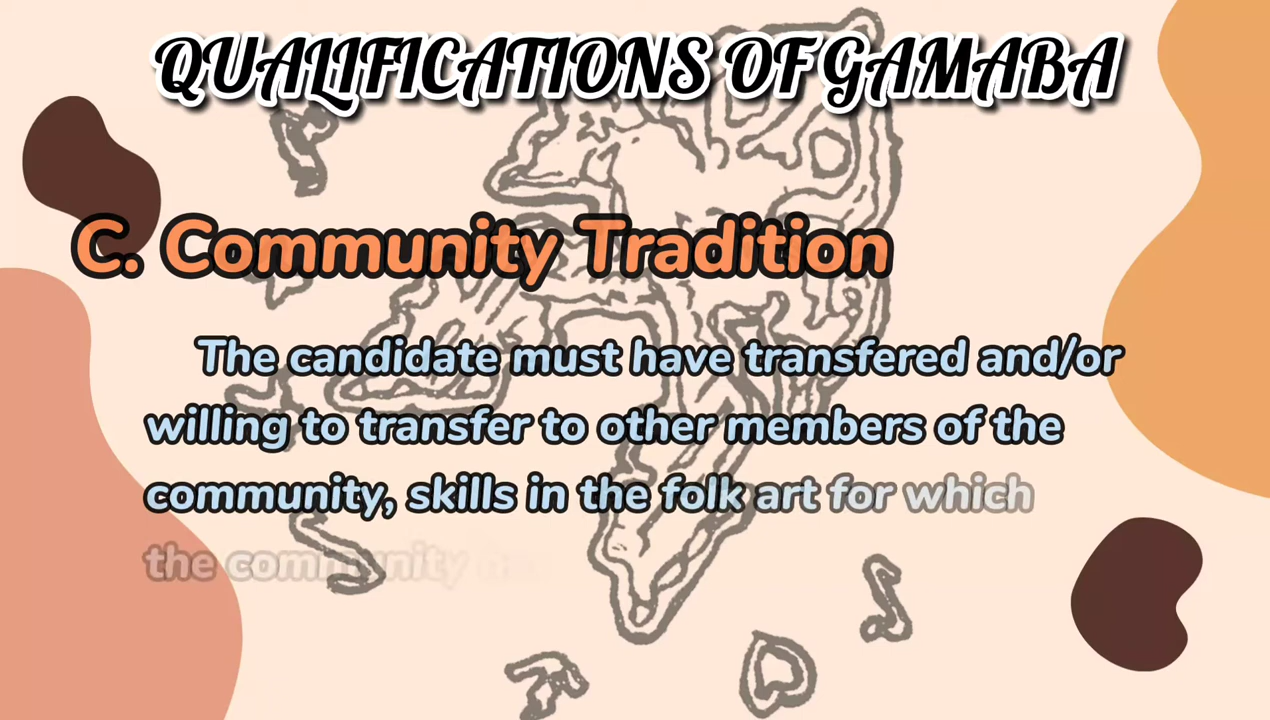 QUALIFICATIONS OF GAMABA
C. Community Tradition
The candidate must have transfered and/or
willing to transfer to other members of the
community, skills in the folk art for which
the community